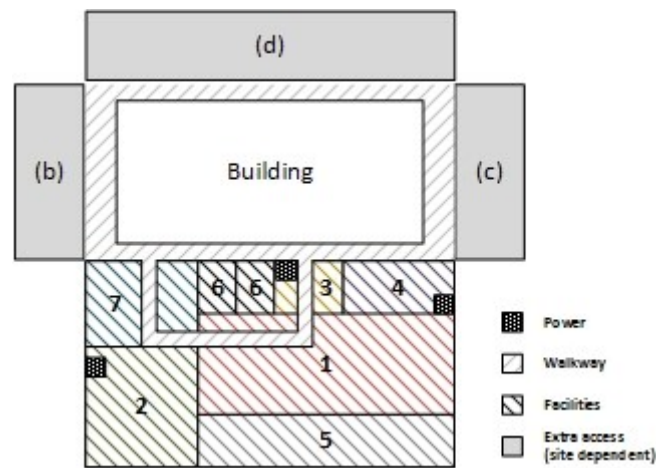 (d)
(b)
Building
(c)
7
6
6
3
4
1
2
5
Power
Walkway
Facilities
Extra access
(site dependent)